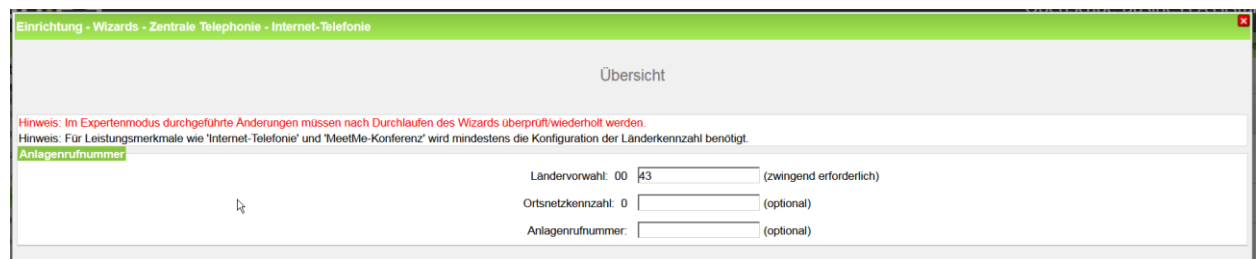 Einrichtung - Wizards - Zentrale Telephonie - Internet-Telefonie
Übersicht
Hinweis: Im Expertenmodus durchgeführte Änderungen müssen nach Durchlaufen des Wizards überprüft/wiederholt werden.
Hinweis: Für Leistungsmerkmale wie 'Internet-Telefonie' und 'MeetMe-Konferenz' wird mindestens die Konfiguration der Länderkennzahl benötigt.
Anlagenrufnummer
Ländervorwahl: 00 43 (zwingend erforderlich)
Ortsnetzkennzahl: 0 (optional)
Anlagenrufnummer: (optional)